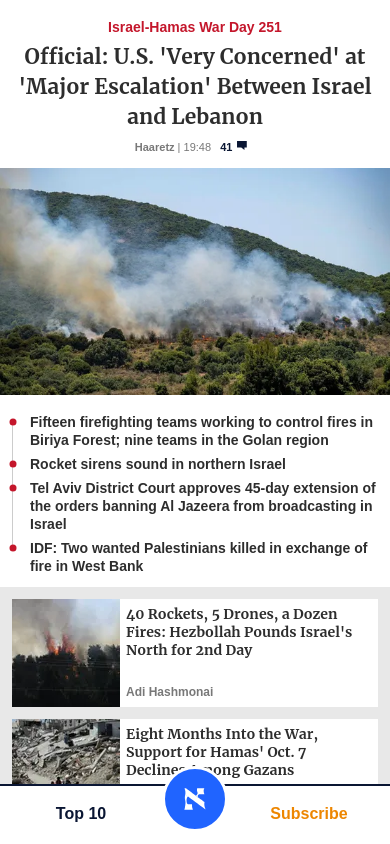 Israel-Hamas War Day 251
Official: U.S. 'Very Concerned' at
'Major Escalation' Between Israel
and Lebanon
Haaretz | 19:48 41
Fifteen firefighting teams working to control fires in
Biriya Forest; nine teams in the Golan region
Rocket sirens sound in northern Israel
Tel Aviv District Court approves 45-day extension of
the orders banning Al Jazeera from broadcasting in
Israel
IDF: Two wanted Palestinians killed in exchange of
fire in West Bank
40 Rockets, 5 Drones, a Dozen
Fires: Hezbollah Pounds Israel's
North for 2nd Day
Adi Hashmonai
Eight Months Into the War,
Support for Hamas' Oct. 7
Declines Among Gazans
Top 10
Subscribe